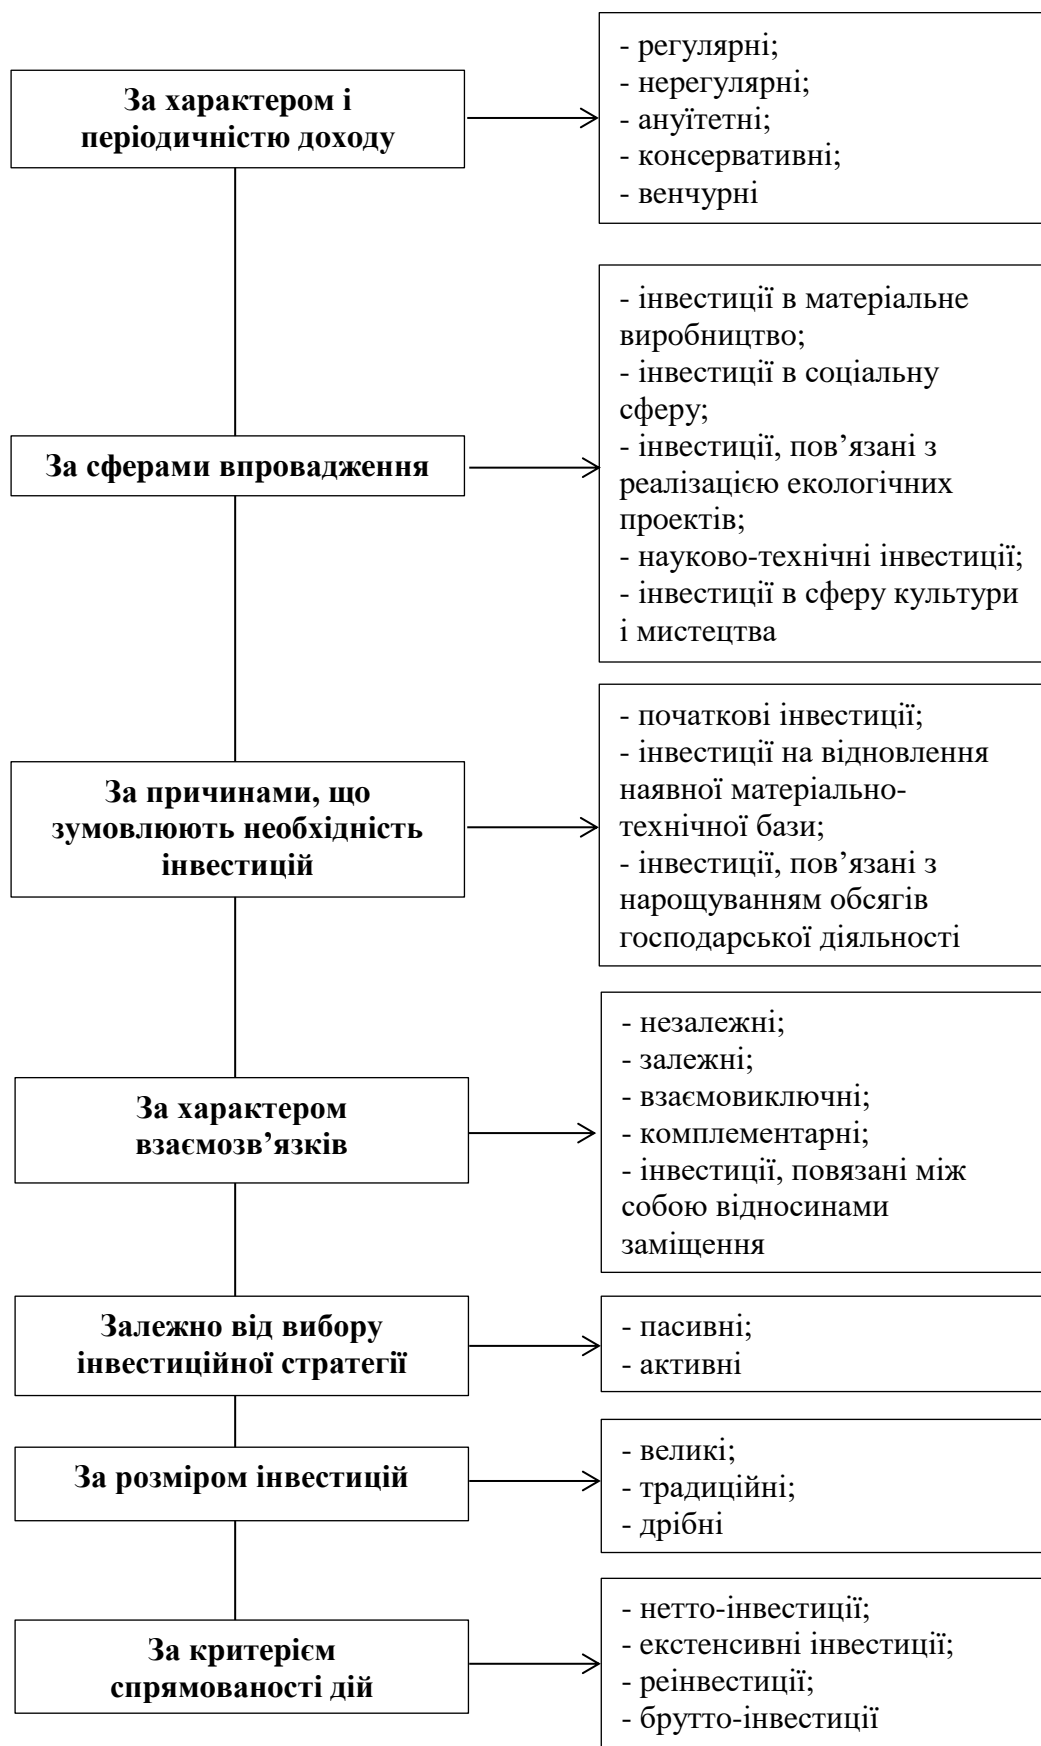 За характером і
періодичністю доходу
- регулярні;
- нерегулярні;
- ануїтетні;
- консервативні;
- венчурні
За сферами впровадження
- інвестиції в матеріальне
виробництво;
- інвестиції в соціальну
сферу;
- інвестиції, пов’язані з
реалізацією екологічних
проектів;
- науково-технічні інвестиції;
- інвестиції в сферу культури
і мистецтва
За причинами, що
зумовлюють необхідність
інвестицій
- початкові інвестиції;
- інвестиції на відновлення
наявної матеріально-
технічної бази;
- інвестиції, пов’язані з
нарощуванням обсягів
господарської діяльності
За характером
взаємозв’язків
- незалежні;
- залежні;
- взаємовиключні;
- комплементарні;
- інвестиції, повязані між
собою відносинами
заміщення
Залежно від вибору
інвестиційної стратегії
- пасивні;
- активні
За розміром інвестицій
- великі;
- традиційні;
- дрібні
За критерієм
спрямованості дій
- нетто-інвестиції;
- екстенсивні інвестиції;
- реінвестиції;
- брутто-інвестиції